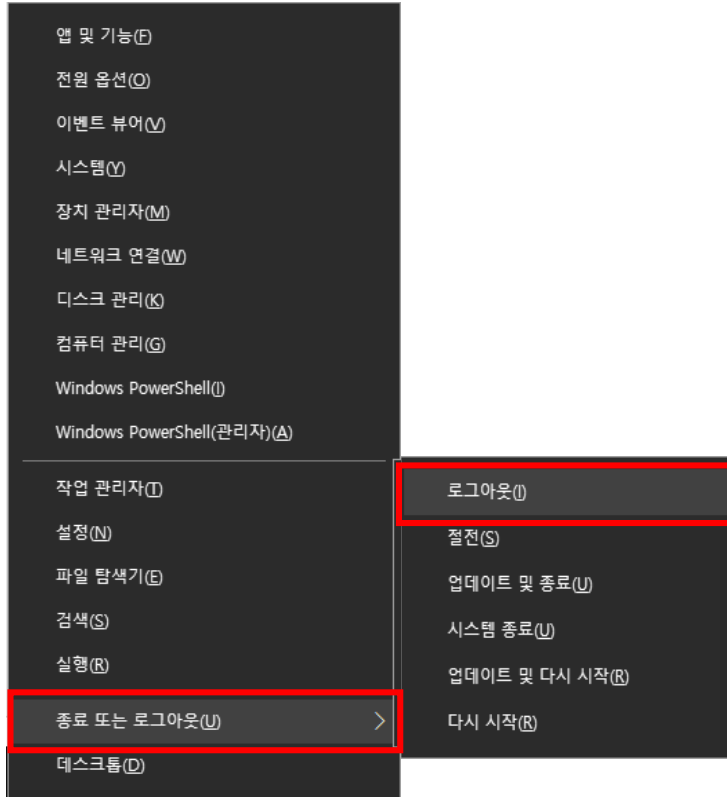 앱 및 기능(F)
전원 옵션(O)
이벤트 뷰어(V)
시스템(Y)
장치 관리자(M)
네트워크 연결(W)
디스크 관리(K)
컴퓨터 관리(G)
Windows PowerShell(I)
Windows PowerShell(관리자)(A)
작업 관리자(T)
설정(N)
파일 탐색기(E)
검색(S)
실행(R)
종료 또는 로그아웃(U)
데스크톱(D)
로그아웃(I)
절전(S)
업데이트 및 종료(U)
시스템 종료(U)
업데이트 및 다시 시작(R)
다시 시작(R)